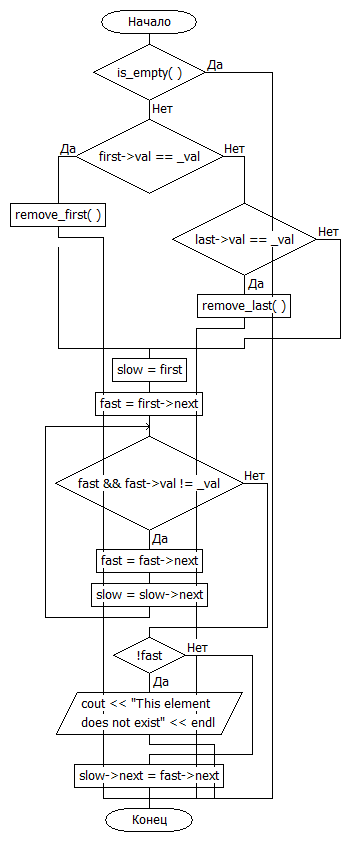 Начало
is_empty( )
Да
Нет
Да
first->val == _val
Нет
remove_first( )
last->val == _val
Нет
Да
remove_last( )
slow = first
fast = first->next
fast && fast->val != _val
Нет
Да
fast = fast->next
slow = slow->next
!fast
Нет
Да
cout << "This element
does not exist" << endl
slow->next = fast->next
Конец